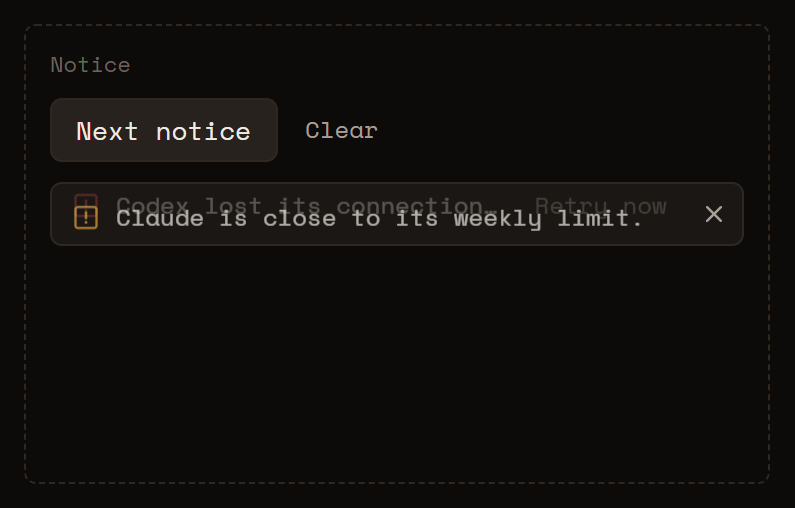 Notice
Next notice
Clear
Codex lost its connection… Retry now
Claude is close to its weekly limit.